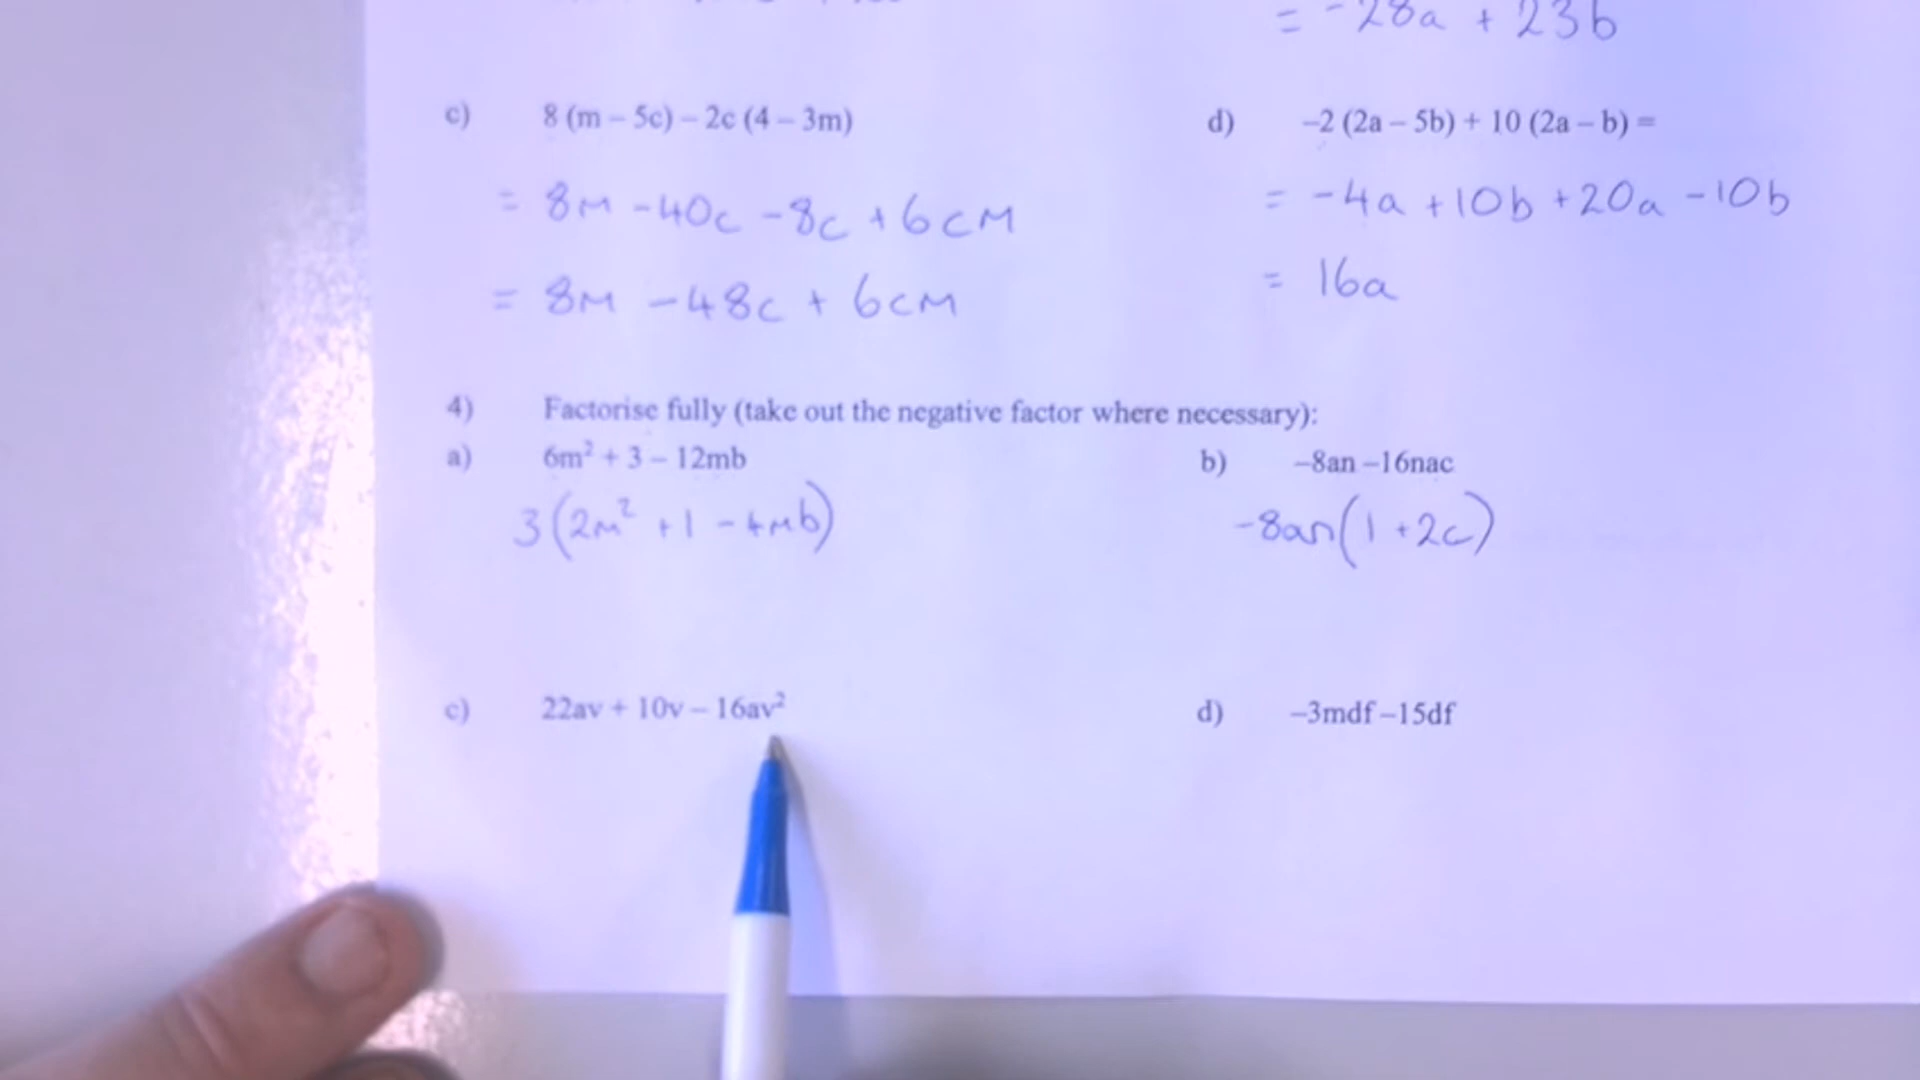 = -28a + 23b
c) 8 (m – 5c) – 2c (4 – 3m)
= 8m -40c -8c +6cm
= 8m -48c + 6cm
d) –2 (2a – 5b) + 10 (2a – b) =
= -4a +10b +20a -10b
= 16a
4) Factorise fully (take out the negative factor where necessary):
a) 6m² + 3 – 12mb
3(2m² +1 -4mb)
b) –8an –16nac
-8an(1 +2c)
c) 22av + 10v – 16av²
d) –3mdf –15df